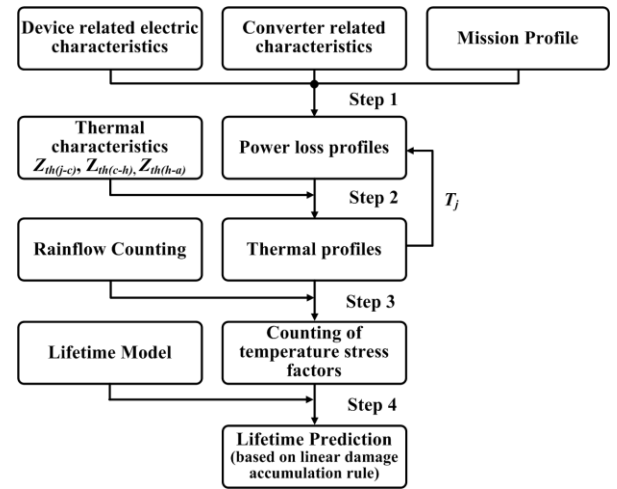 Device related electric
characteristics
Converter related
characteristics
Mission Profile
Step 1
Thermal
characteristics
Zth(j-c), Zth(c-h), Zth(h-a)
Power loss profiles
Step 2
Tj
Rainflow Counting
Thermal profiles
Step 3
Lifetime Model
Counting of
temperature stress
factors
Step 4
Lifetime Prediction
(based on linear damage
accumulation rule)